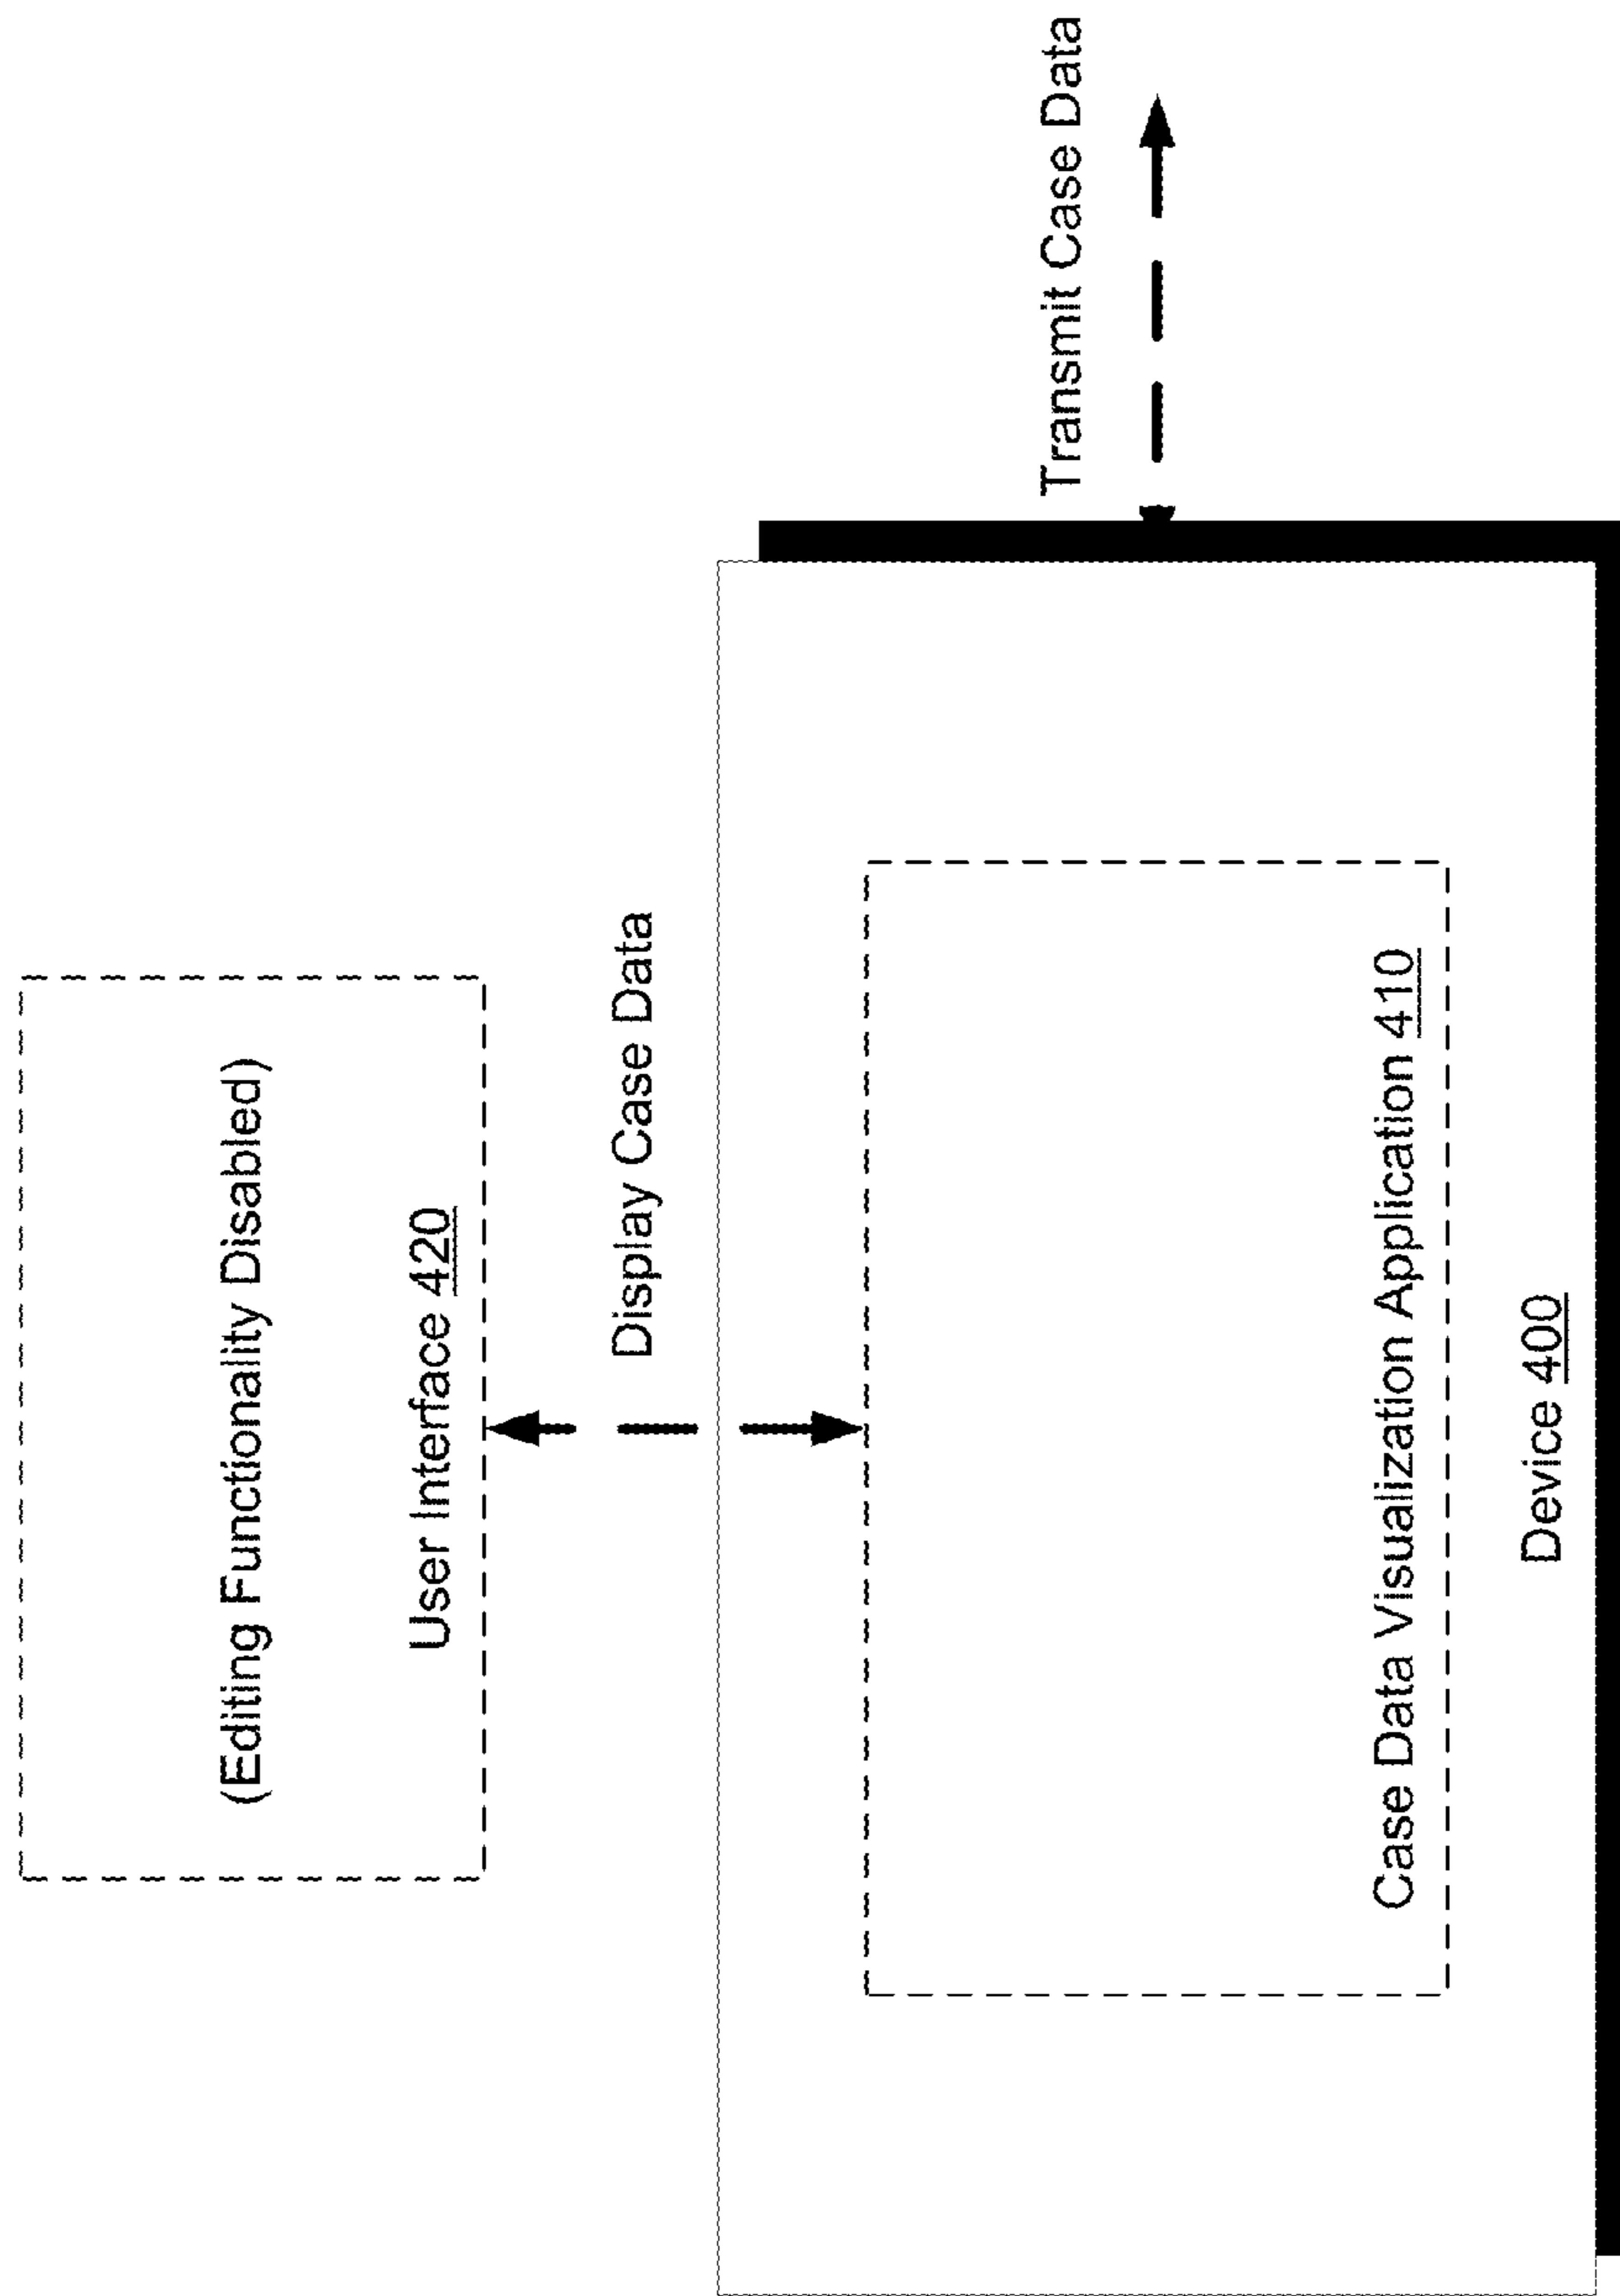 (Editing Functionality Disabled)
User Interface 420
Display Case Data
Transmit Case Data
Case Data Visualization Application 410
Device 400